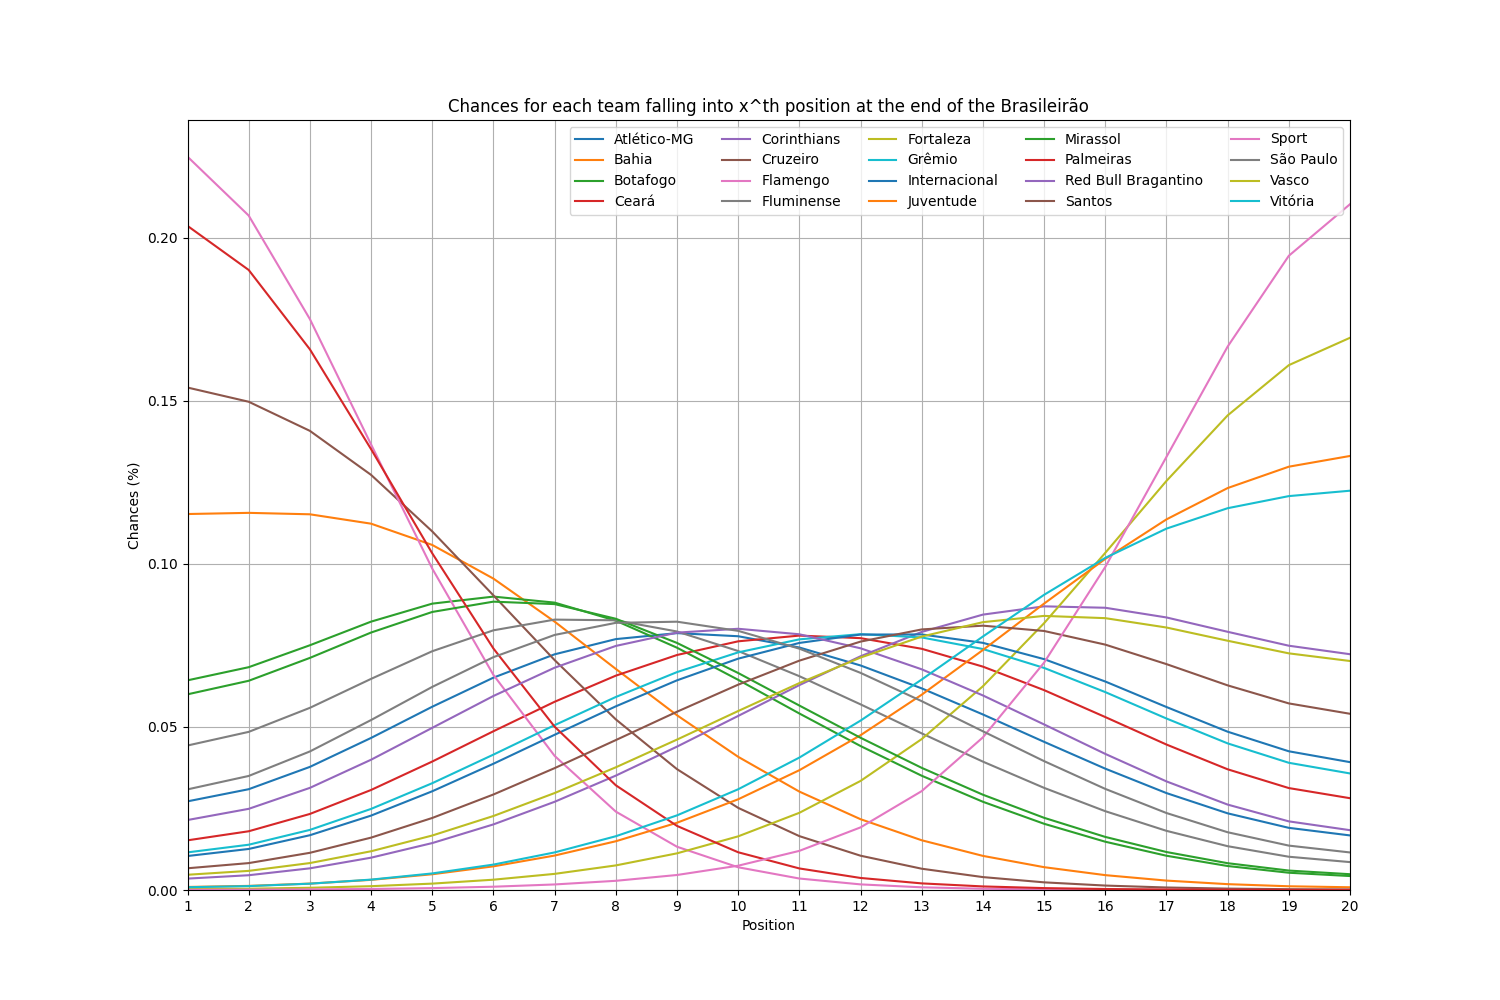 Chances for each team falling into x^th position at the end of the Brasileirão
Atlético-MG
Bahia
Botafogo
Ceará
Corinthians
Cruzeiro
Flamengo
Fluminense
Fortaleza
Grêmio
Internacional
Juventude
Mirassol
Palmeiras
Red Bull Bragantino
Santos
Sport
São Paulo
Vasco
Vitória
Chances (%)
0.20
0.15
0.10
0.05
0.00
1 2 3 4 5 6 7 8 9 10 11 12 13 14 15 16 17 18 19 20
Position